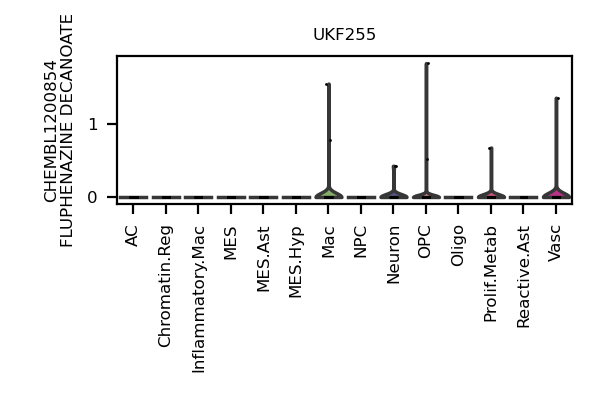 UKF255
CHEMBL1200854
FLUPHENAZINE DECANOATE
1
0
AC
Chromatin.Reg
Inflammatory.Mac
MES
MES.Ast
MES.Hyp
Mac
NPC
Neuron
OPC
Oligo
Prolif.Metab
Reactive.Ast
Vasc